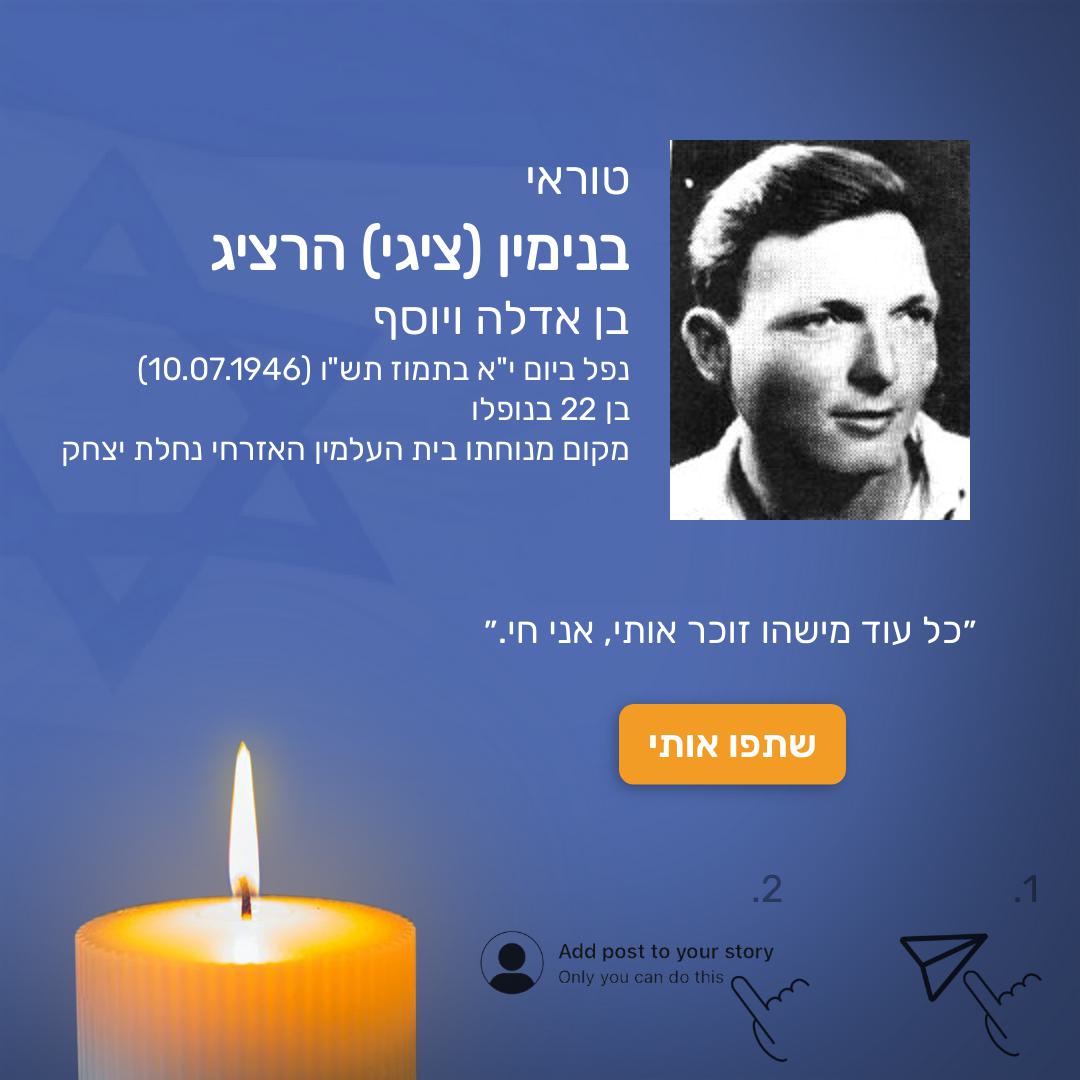 טוראי
בנימין (ציגי) הרציג
בן אדלה ויוסף
נפל ביום י"א בתמוז תש"ו (10.07.1946)
בן 22 בנופלו
מקום מנוחתו בית העלמין האזרחי נחלת יצחק
״כל עוד מישהו זוכר אותי, אני חי.״
שתפו אותי
1.
2.
Add post to your story
Only you can do this